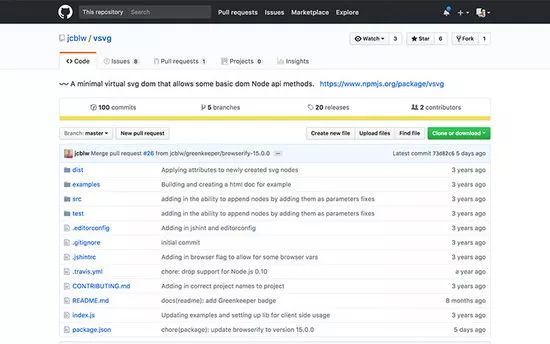 This repository Search Pull requests Issues Marketplace Explore
jcblw / vsvg Watch 3 Star 6 Fork 1
Code Issues 8 Pull requests 1 Projects 0 Insights
A minimal virtual svg dom that allows some basic dom Node api methods. https://www.npmjs.org/package/vsvg
100 commits 5 branches 20 releases 2 contributors
Branch: master New pull request Create new file Upload files Find file Clone or download
jcblw Merge pull request #26 from jcblw/greenkeeper/browserify-15.0.0 ... Latest commit 73d82c6 5 days ago
dist Applying attributes to newly created svg nodes 3 years ago
examples Building and creating a html doc for example 3 years ago
src adding in the ability to append nodes by adding them as parameters fixes 3 years ago
test adding in the ability to append nodes by adding them as parameters fixes 3 years ago
.editorconfig adding in jshint and editorconfig 3 years ago
.gitignore initial commit 3 years ago
.jshintrc Adding in browser flag to allow for some browser vars 3 years ago
.travis.yml chore: drop support for Node.js 0.10 a year ago
CONTRIBUTING.md Adding in correct project names to project 3 years ago
README.md docs(readme): add Greenkeeper badge 8 months ago
index.js Updating examples and setting up lib for client side usage 3 years ago
package.json chore(package): update browserify to version 15.0.0 5 days ago